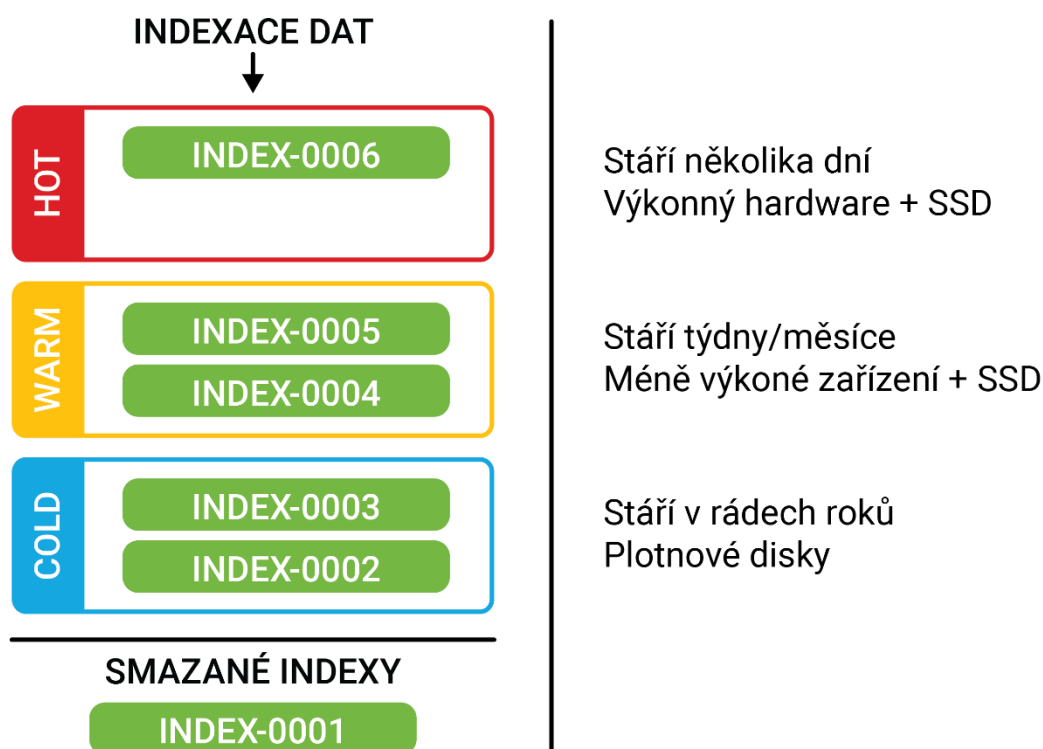 INDEXACE DAT
HOT
INDEX-0006
Stáří několika dní
Výkonný hardware + SSD
WARM
INDEX-0005
INDEX-0004
Stáří týdny/měsíce
Méně výkoné zařízení + SSD
COLD
INDEX-0003
INDEX-0002
Stáří v rádech roků
Plotnové disky
SMAZANÉ INDEXY
INDEX-0001